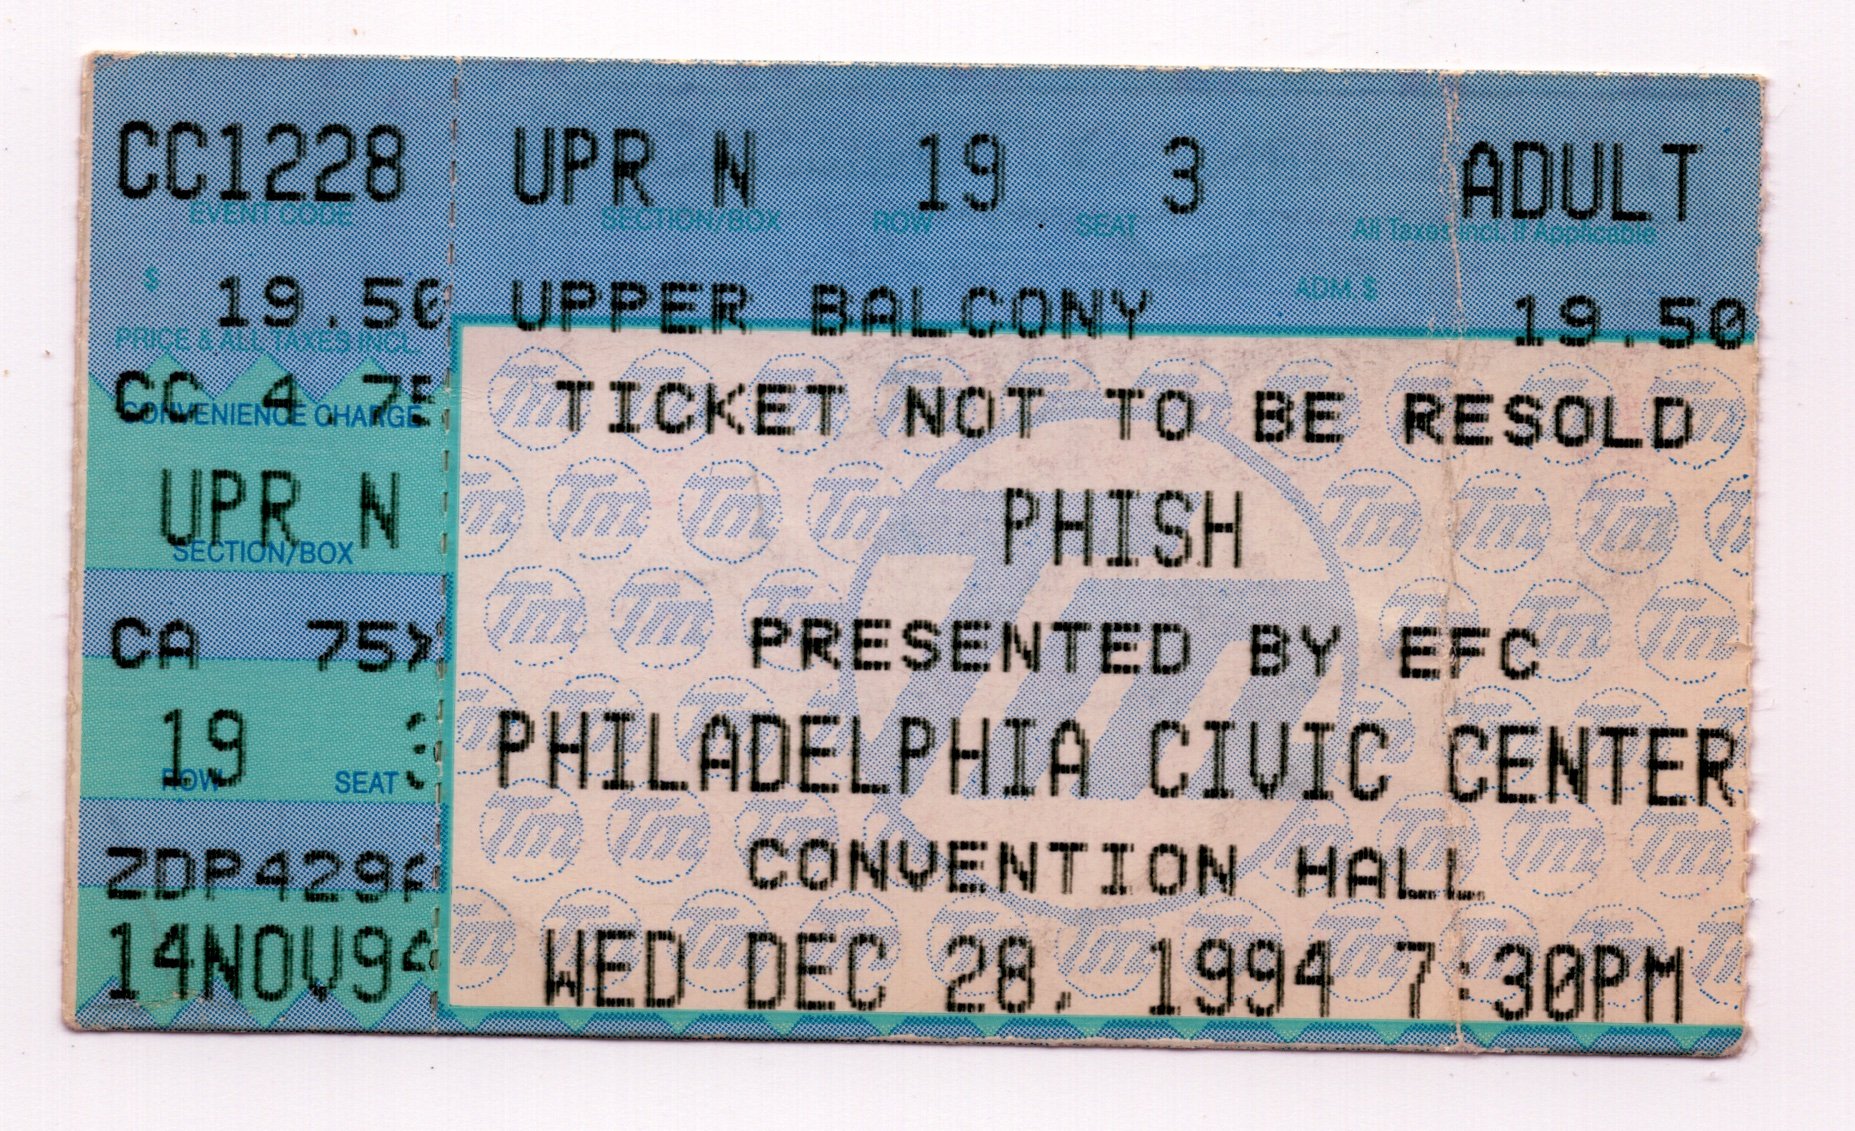 CC1228
EVENT CODE
$ 19.50
PRICE & ALL TAXES INCL.
CC 4.75
CONVENIENCE CHARGE
UPR N
SECTION/BOX
CA 75X
19 3
ROW SEAT
ZDP429A
14NOV94
UPR N 19 3 ADULT
SECTION/BOX ROW SEAT All Taxes Incl. If Applicable
ADM. $
UPPER BALCONY 19.50
TICKET NOT TO BE RESOLD
PHISH
PRESENTED BY EFC
PHILADELPHIA CIVIC CENTER
CONVENTION HALL
WED DEC 28, 1994 7:30PM